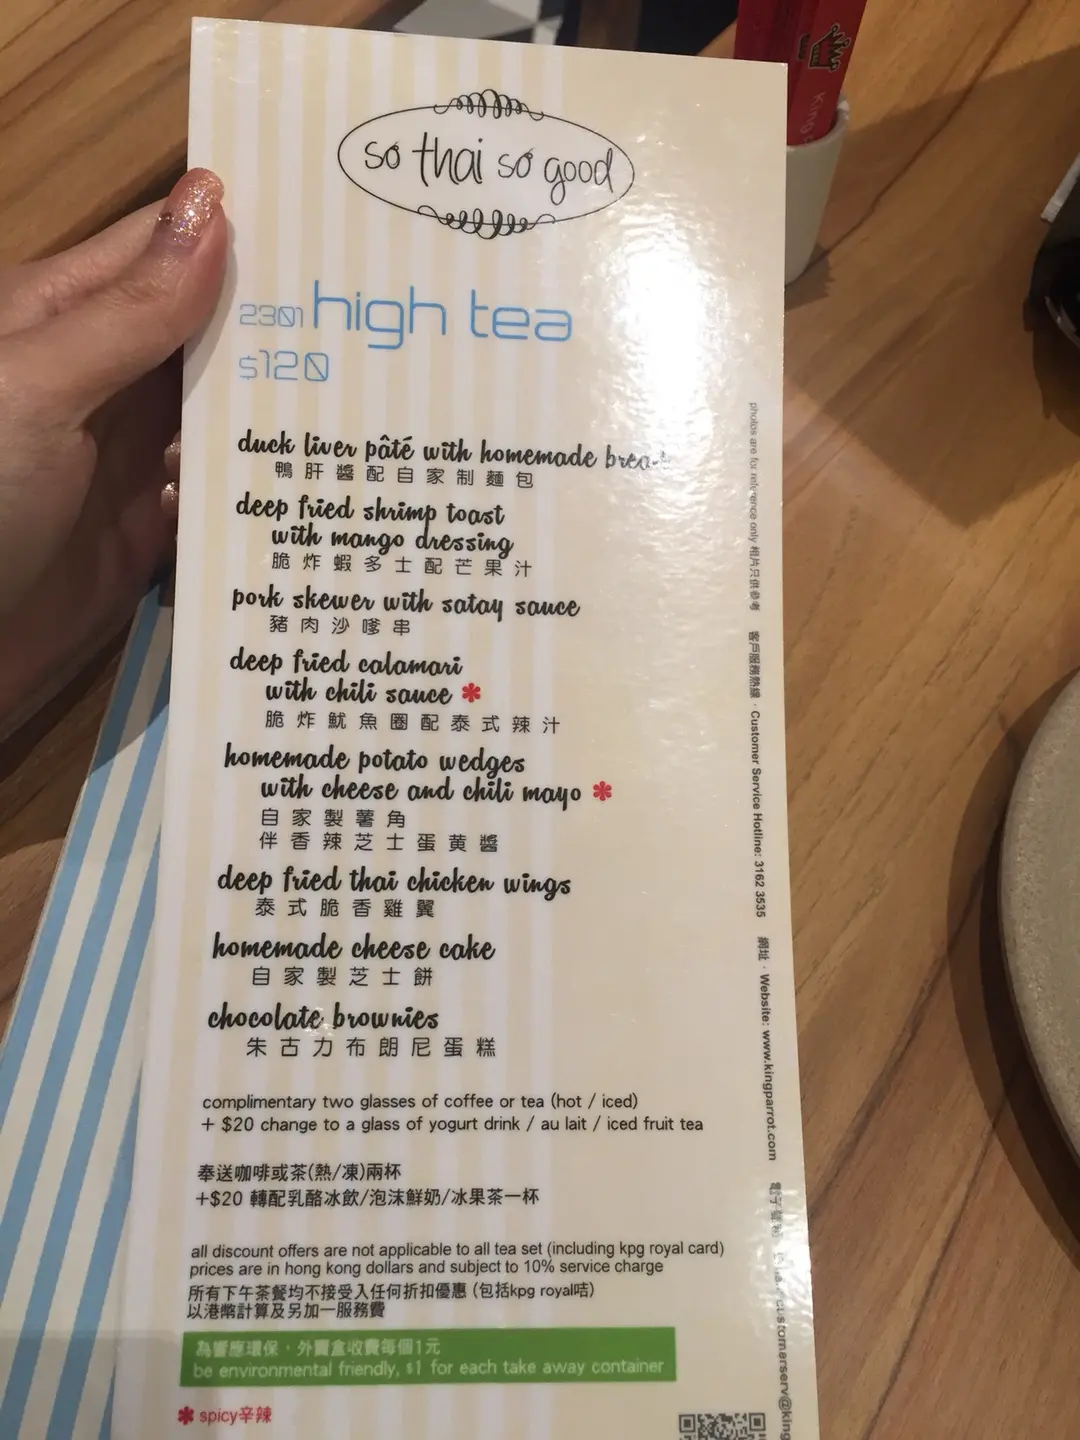 so thai so good
2301 high tea
$120
duck liver pâté with homemade
鴨肝醬配自家制麵包
deep fried shrimp toast
with mango dressing
脆炸蝦多士配芒果汁
pork skewer with satay sauce
豬肉沙嗲串
deep fried calamari
with chili sauce *
脆炸魷魚圈配泰式辣汁
homemade potato wedges
with cheese and chili mayo *
自家製薯角
伴香辣芝士蛋黄醬
deep fried thai chicken wings
泰式脆香雞翼
homemade cheese cake
自家製芝士餅
chocolate brownies
朱古力布朗尼蛋糕
complimentary two glasses of coffee or tea (hot / iced)
+ $20 change to a glass of yogurt drink / au lait / iced fruit tea
奉送咖啡或茶(熱/凍)兩杯
+$20 轉配乳酪冰飲/泡沫鮮奶/冰果茶一杯
all discount offers are not applicable to all tea set (including kpg royal card)
prices are in hong kong dollars and subject to 10% service charge
所有下午茶餐均不接受入任何折扣優惠 (包括kpg royal咭)
以港幣計算及另加一服務費
為響應環保，外賣盒收費每個1元
be environmental friendly, $1 for each take away container
* spicy辛辣
photos are for reference only 相片只供參考 客戶服務熱線 · Customer Service Hotline: 3162 3535 網址 · Website: www.kingparrot.com
King